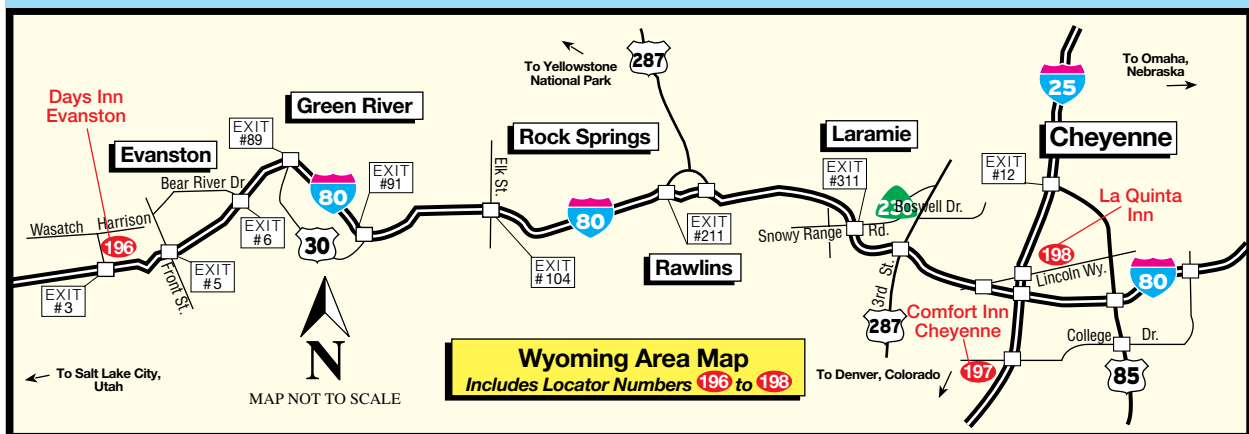 To Yellowstone
National Park
287
To Omaha,
Nebraska
25
Days Inn
Evanston
Green River
EXIT
#89
Evanston
Rock Springs
Laramie
Cheyenne
EXIT
#311
EXIT
#12
Bear River Dr.
80
EXIT
#91
Elk St.
Boswell Dr.
La Quinta
Inn
Wasatch
Harrison
196
EXIT
#6
30
80
EXIT
#211
Snowy Range Rd.
198
Lincoln Wy.
80
EXIT
#3
Front St.
EXIT
#5
EXIT
#104
Rawlins
3rd St.
287
Comfort Inn
Cheyenne
College Dr.
N
MAP NOT TO SCALE
Wyoming Area Map
Includes Locator Numbers 196 to 198
To Salt Lake City,
Utah
To Denver, Colorado
197
85